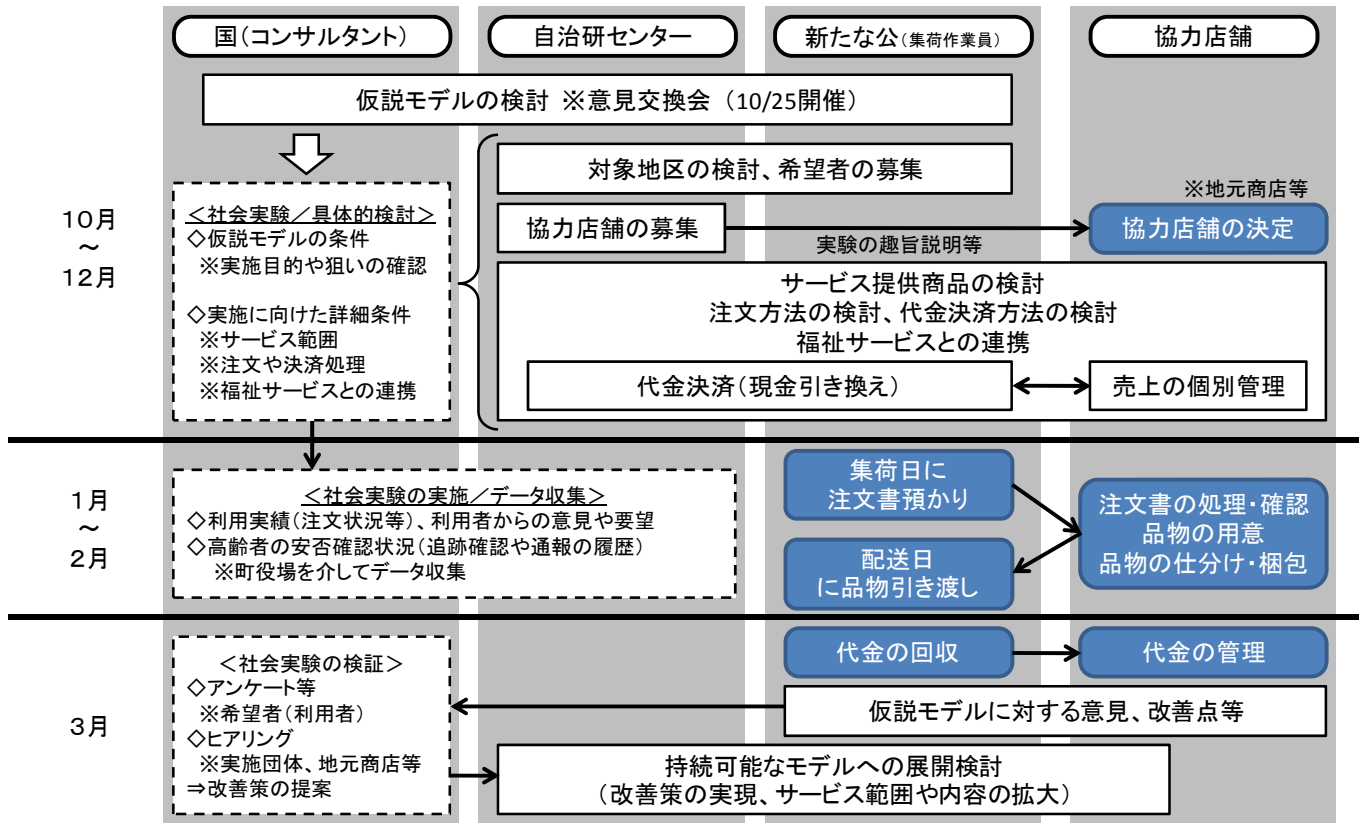 国(コンサルタント)
自治研センター
新たな公(集荷作業員)
協力店舗
仮説モデルの検討 ※意見交換会 (10/25開催)
10月
~
12月
<社会実験/具体的検討>
◇仮説モデルの条件
※実施目的や狙いの確認
◇実施に向けた詳細条件
※サービス範囲
※注文や決済処理
※福祉サービスとの連携
対象地区の検討、希望者の募集
協力店舗の募集
実験の趣旨説明等
※地元商店等
協力店舗の決定
サービス提供商品の検討
注文方法の検討、代金決済方法の検討
福祉サービスとの連携
代金決済(現金引き換え)
売上の個別管理
1月
~
2月
<社会実験の実施/データ収集>
◇利用実績(注文状況等)、利用者からの意見や要望
◇高齢者の安否確認状況(追跡確認や通報の履歴)
※町役場を介してデータ収集
集荷日に
注文書預かり
配送日
に品物引き渡し
注文書の処理・確認
品物の用意
品物の仕分け・梱包
3月
<社会実験の検証>
◇アンケート等
※希望者(利用者)
◇ヒアリング
※実施団体、地元商店等
⇒改善策の提案
代金の回収
代金の管理
仮説モデルに対する意見、改善点等
持続可能なモデルへの展開検討
(改善策の実現、サービス範囲や内容の拡大)